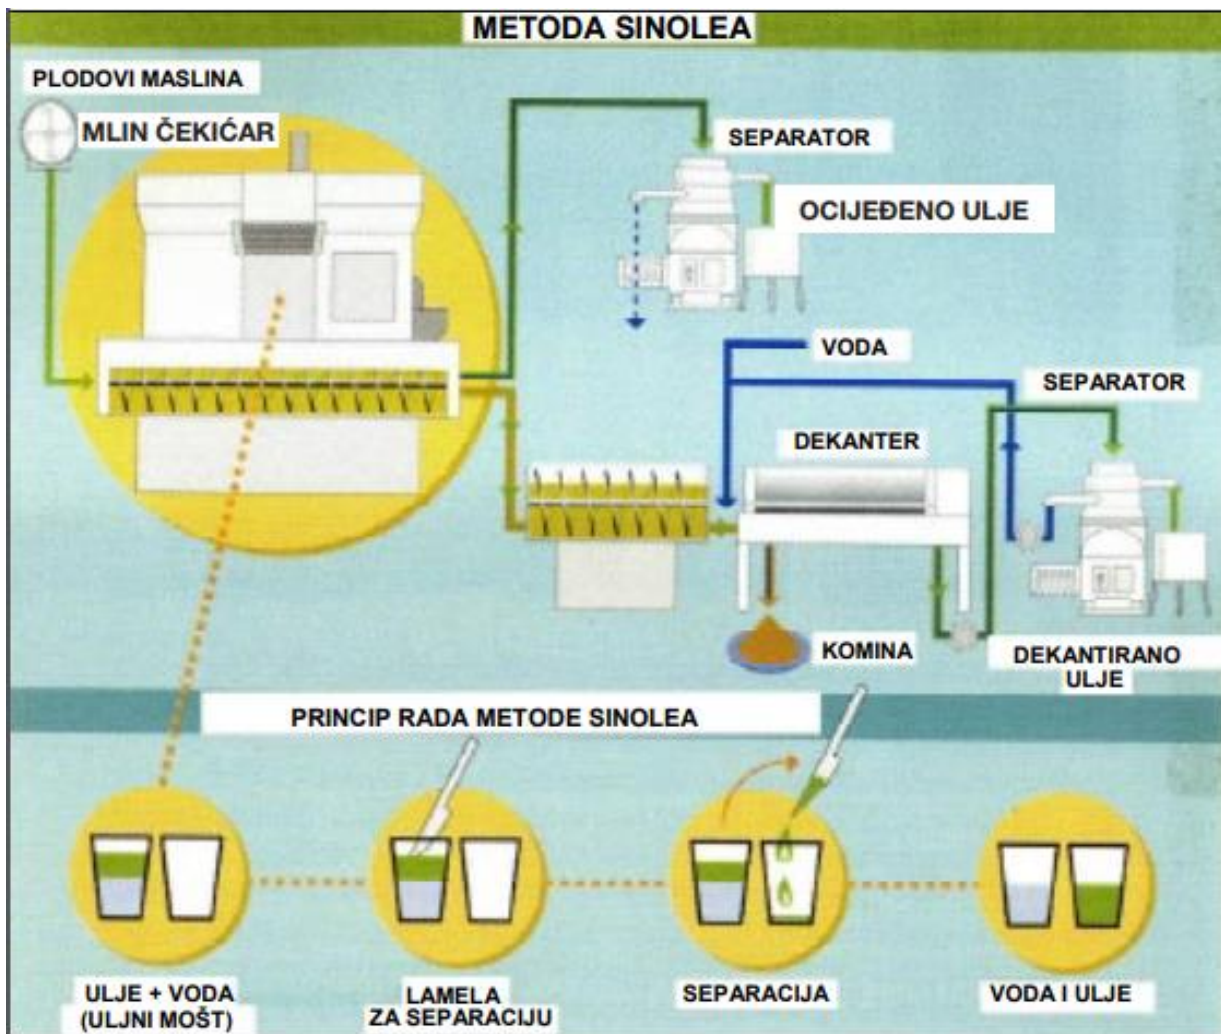 METODA SINOLEA
PLODOVI MASLINA
MLIN ČEKIĆAR
SEPARATOR
OCIJEĐENO ULJE
VODA
SEPARATOR
DEKANTER
KOMINA
DEKANTIRANO
ULJE
PRINCIP RADA METODE SINOLEA
ULJE + VODA
(ULJNI MOŠT)
LAMELA
ZA SEPARACIJU
SEPARACIJA
VODA I ULJE